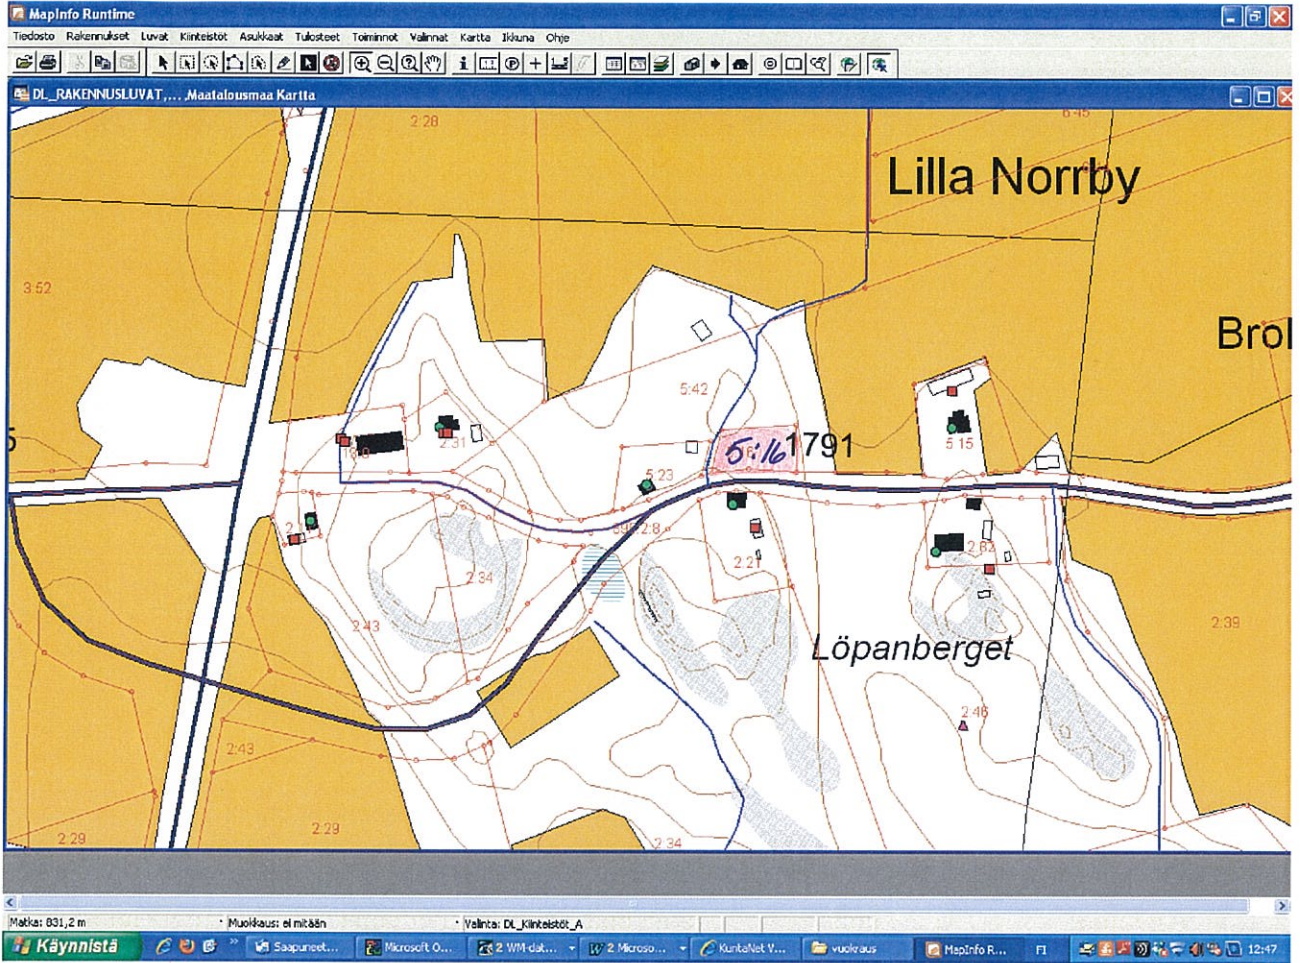 MapInfo Runtime
Tiedosto Rakennukset Luvat Kiinteistöt Asukkaat Tulosteet Toiminnot Valinnat Kartta Ikkuna Ohje
DL_RAKENNUSLUVAT,...,Maatalousmaa Kartta
2:28
6:45
Lilla Norrby
3:52
Brol
5:42
2:31
5:16
1791
5:15
5:23
2:34
2:21
2:82
2:43
Löpanberget
2:39
2:46
2:43
2:29
2:29
2:34
Matka: 831,2 m
Muokkaus: ei mitään
Valinta: DL_Kiinteistöt_A
Käynnistä
Saapuneet...
Microsoft O...
2 WM-dat...
2 Microso...
KuntaNet V...
vuokraus
MapInfo R...
FI
12:47